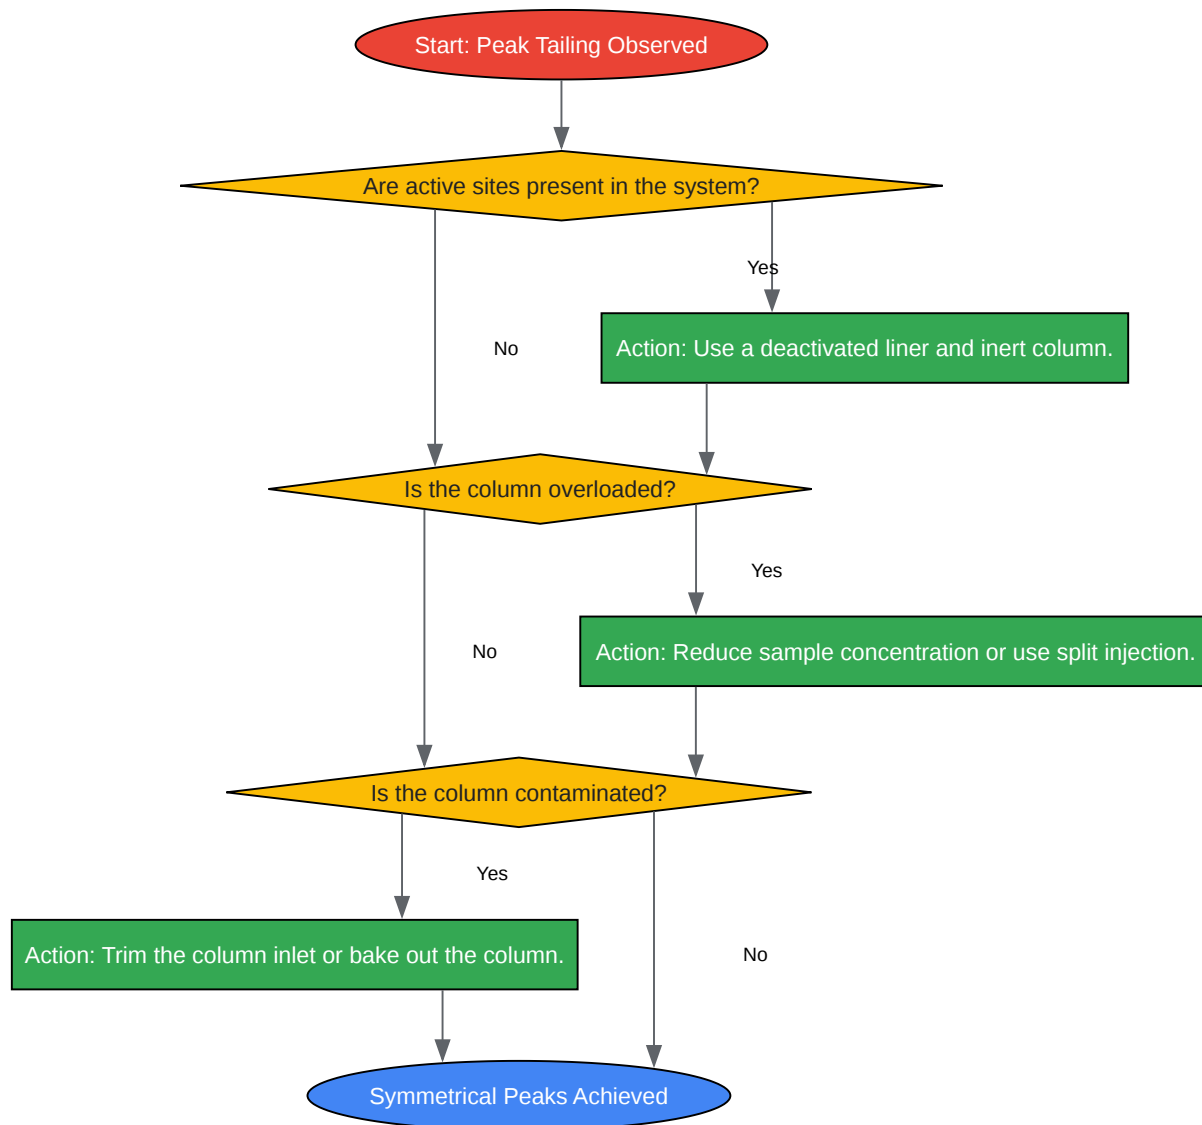 Start: Peak Tailing Observed
Are active sites present in the system?
Yes
No
Action: Use a deactivated liner and inert column.
Is the column overloaded?
Yes
No
Action: Reduce sample concentration or use split injection.
Is the column contaminated?
Yes
Action: Trim the column inlet or bake out the column.
No
Symmetrical Peaks Achieved